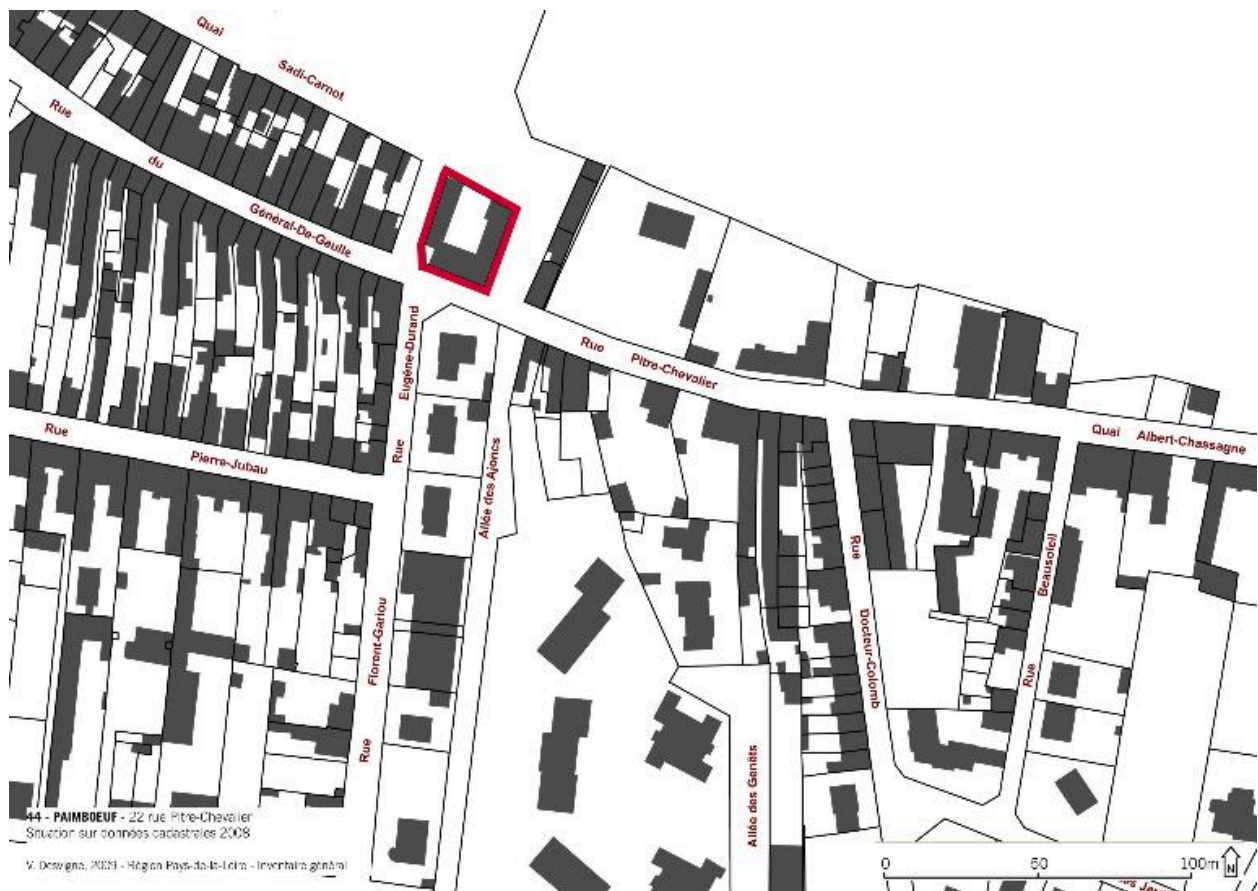 Quai
Sadi-Carnot
Rue
du
Général-De-Gaulle
Rue
Pierre-Jubau
Rue
Eugène-Durand
Allée des Ajoncs
Rue
Pitre-Chevalier
Quai
Albert-Chassagne
Rue
Docteur-Colomb
Rue
Beausoleil
Rue
Florent-Gariou
Allée des Genêts
44 - PAIMBOEUF - 22 rue Pitre-Chevalier
Situation sur données cadastrales 2008
V. Desvigne, 2009 - Région Pays-de-la-Loire - Inventaire général
0
50
100m
N